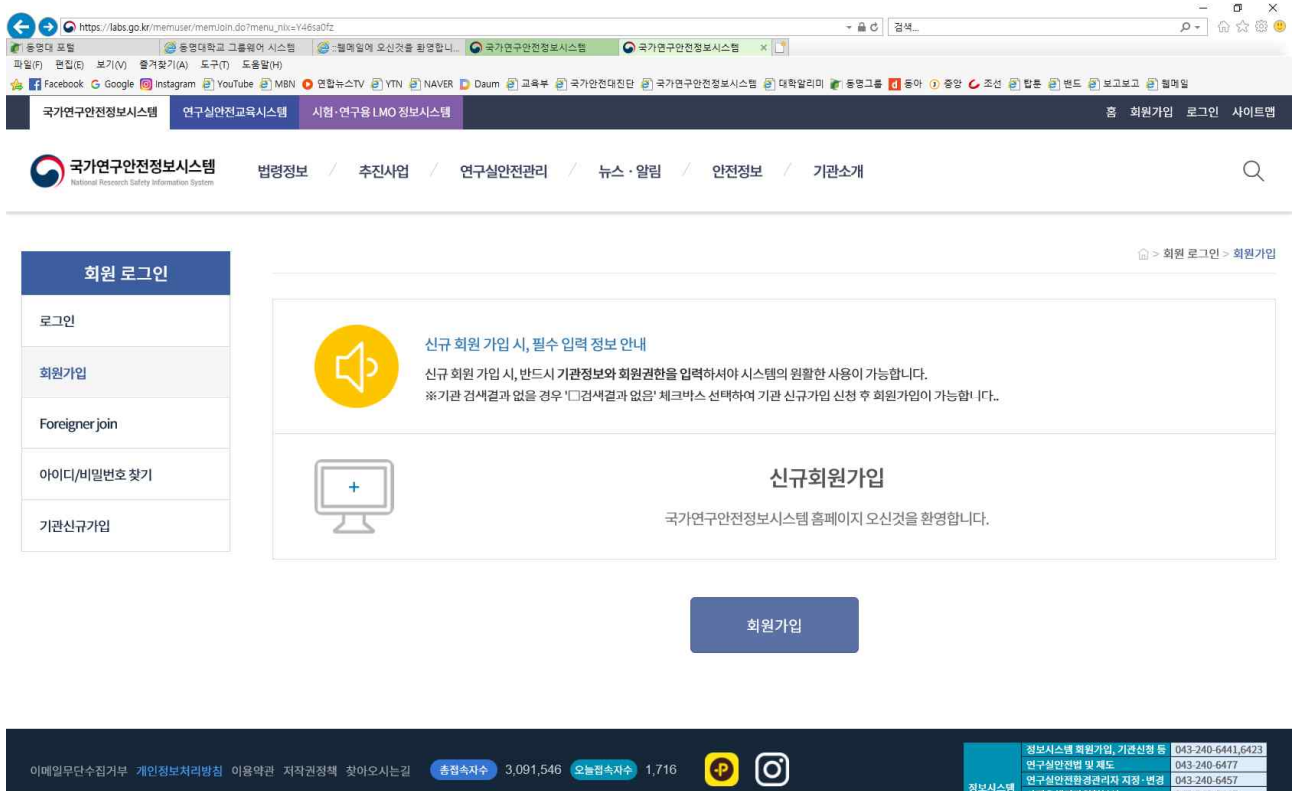 https://labs.go.kr/memuser/memJoin.do?menu_nix=Y46sa0fz 검색...
동명대 포털 동명대학교 그룹웨어 시스템 ::웹메일에 오신것을 환영합니... 국가연구안전정보시스템 국가연구안전정보시스템
파일(F) 편집(E) 보기(V) 즐겨찾기(A) 도구(T) 도움말(H)
Facebook Google Instagram YouTube MBN 연합뉴스TV YTN NAVER Daum 교육부 국가안전대진단 국가연구안전정보시스템 대학알리미 동명그룹 동아 중앙 조선 탑툰 밴드 보고보고 웹메일
국가연구안전정보시스템 연구실안전교육시스템 시험·연구용 LMO 정보시스템 홈 회원가입 로그인 사이트맵
국가연구안전정보시스템
National Research Safety Information System
법령정보 / 추진사업 / 연구실안전관리 / 뉴스 · 알림 / 안전정보 / 기관소개
> 회원 로그인 > 회원가입
회원 로그인
로그인
회원가입
Foreigner join
아이디/비밀번호 찾기
기관신규가입
신규 회원 가입 시, 필수 입력 정보 안내
신규 회원 가입 시, 반드시 기관정보와 회원권한을 입력하셔야 시스템의 원활한 사용이 가능합니다.
※기관 검색결과 없을 경우 '□검색결과 없음' 체크박스 선택하여 기관 신규가입 신청 후 회원가입이 가능합니다..
신규회원가입
국가연구안전정보시스템 홈페이지 오신것을 환영합니다.
회원가입
이메일무단수집거부 개인정보처리방침 이용약관 저작권정책 찾아오시는길 총접속자수 3,091,546 오늘접속자수 1,716
정보시스템
정보시스템 회원가입, 기관신청 등 043-240-6441,6423
연구실안전법 및 제도 043-240-6477
연구실안전환경관리자 지정·변경 043-240-6457